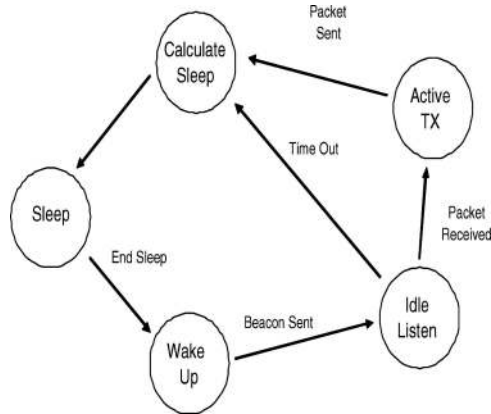 Packet
Sent
Calculate
Sleep
Active
TX
Time Out
Sleep
Packet
Received
End Sleep
Beacon Sent
Idle
Listen
Wake
Up